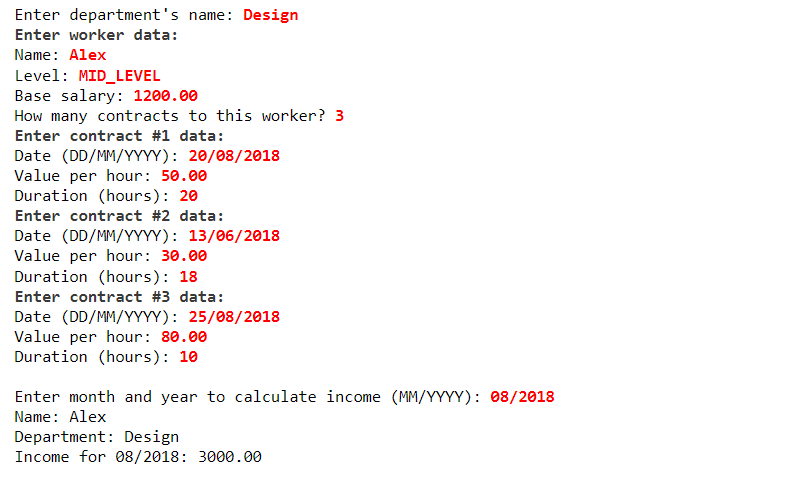 Enter department's name: Design
Enter worker data:
Name: Alex
Level: MID_LEVEL
Base salary: 1200.00
How many contracts to this worker? 3
Enter contract #1 data:
Date (DD/MM/YYYY): 20/08/2018
Value per hour: 50.00
Duration (hours): 20
Enter contract #2 data:
Date (DD/MM/YYYY): 13/06/2018
Value per hour: 30.00
Duration (hours): 18
Enter contract #3 data:
Date (DD/MM/YYYY): 25/08/2018
Value per hour: 80.00
Duration (hours): 10
Enter month and year to calculate income (MM/YYYY): 08/2018
Name: Alex
Department: Design
Income for 08/2018: 3000.00